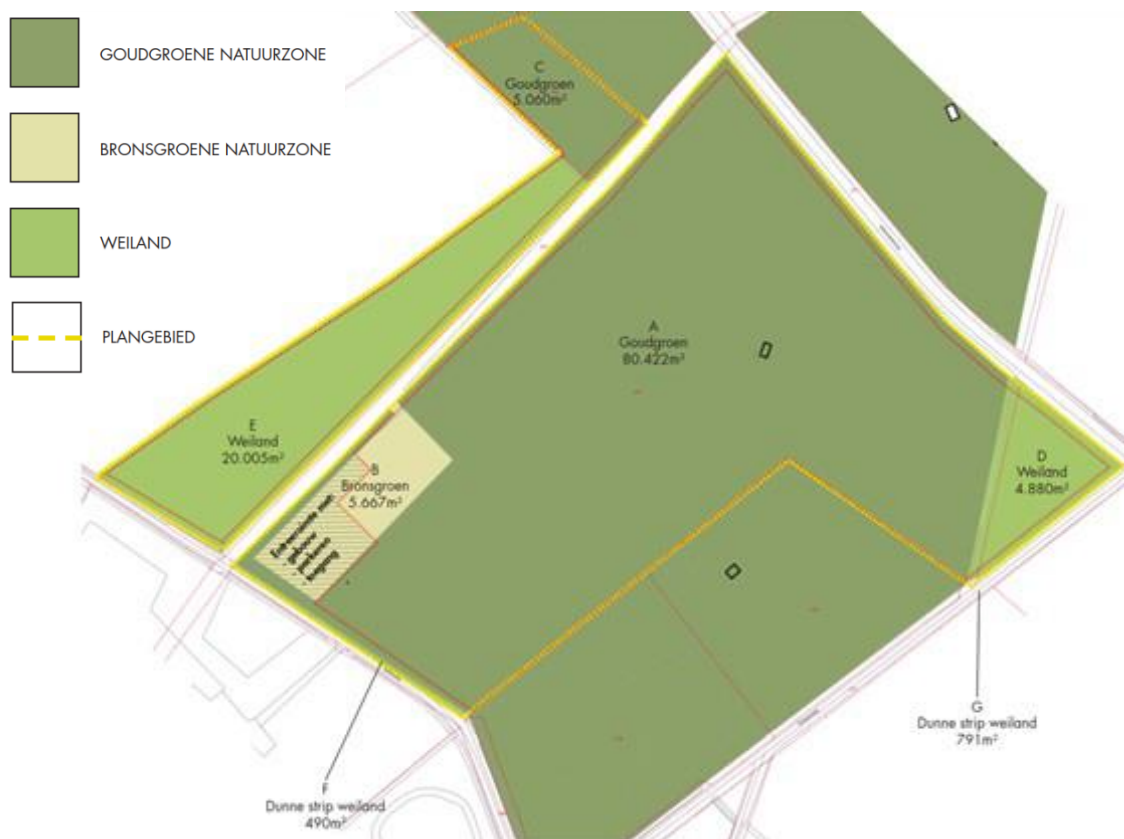 GOUDGROENE NATUURZONE
BRONSGROENE NATUURZONE
WEILAND
PLANGEBIED
C
Goudgroen
5.060m²
A
Goudgroen
80.422m²
E
Weiland
20.005m²
B
Bronsgroen
5.667m²
D
Weiland
4.880m²
G
Dunne strip weiland
791m²
F
Dunne strip weiland
490m²